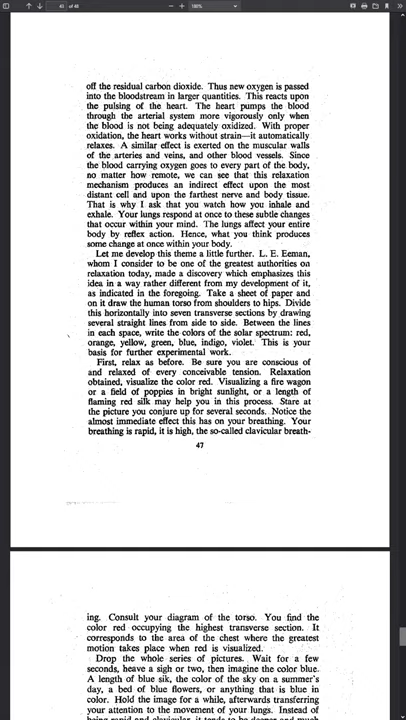 41 of 48
100%
off the residual carbon dioxide. Thus new oxygen is passed
into the bloodstream in larger quantities. This reacts upon
the pulsing of the heart. The heart pumps the blood
through the arterial system more vigorously only when
the blood is not being adequately oxidized. With proper
oxidation, the heart works without strain—it automatically
relaxes. A similar effect is exerted on the muscular walls
of the arteries and veins, and other blood vessels. Since
the blood carrying oxygen goes to every part of the body,
no matter how remote, we can see that this relaxation
mechanism produces an indirect effect upon the most
distant cell and upon the farthest nerve and body tissue.
That is why I ask that you watch how you inhale and
exhale. Your lungs respond at once to these subtle changes
that occur within your mind. The lungs affect your entire
body by reflex action. Hence, what you think produces
some change at once within your body.
Let me develop this theme a little further. L. E. Eeman,
whom I consider to be one of the greatest authorities on
relaxation today, made a discovery which emphasizes this
idea in a way rather different from my development of it,
as indicated in the foregoing. Take a sheet of paper and
on it draw the human torso from shoulders to hips. Divide
this horizontally into seven transverse sections by drawing
several straight lines from side to side. Between the lines
in each space, write the colors of the solar spectrum: red,
orange, yellow, green, blue, indigo, violet. This is your
basis for further experimental work.
First, relax as before. Be sure you are conscious of
and relaxed of every conceivable tension. Relaxation
obtained, visualize the color red. Visualizing a fire wagon
or a field of poppies in bright sunlight, or a length of
flaming red silk may help you in this process. Stare at
the picture you conjure up for several seconds. Notice the
almost immediate effect this has on your breathing. Your
breathing is rapid, it is high, the so-called clavicular breath-
47
ing. Consult your diagram of the torso. You find the
color red occupying the highest transverse section. It
corresponds to the area of the chest where the greatest
motion takes place when red is visualized.
Drop the whole series of pictures. Wait for a few
seconds, heave a sigh or two, then imagine the color blue.
A length of blue sik, the color of the sky on a summer's
day, a bed of blue flowers, or anything that is blue in
color. Hold the image for a while, afterwards transferring
your attention to the movement of your lungs. Instead of
being rapid and clavicular, it tends to be deeper and much